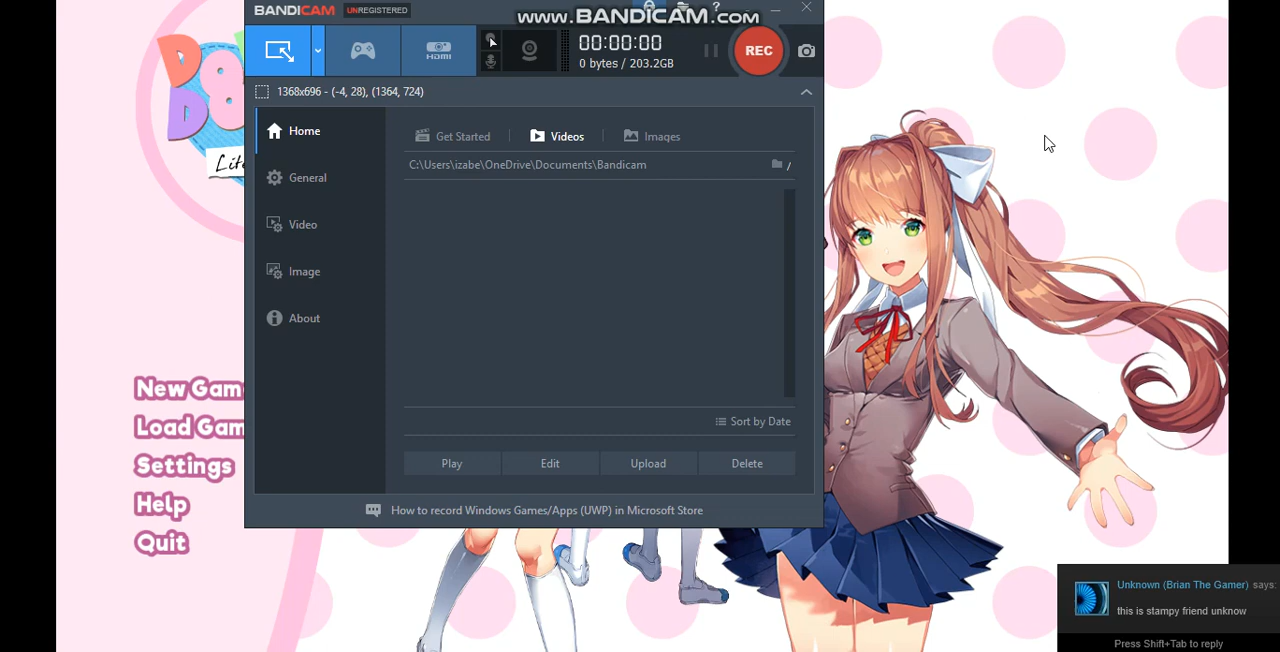 BANDICAM UNREGISTERED
www.BANDICAM.com
HDMI
00:00:00
0 bytes / 203.2GB
REC
1368x696 - (-4, 28), (1364, 724)
Home
General
Video
Image
About
Get Started
Videos
Images
C:\Users\izabe\OneDrive\Documents\Bandicam
/
Sort by Date
Play
Edit
Upload
Delete
How to record Windows Games/Apps (UWP) in Microsoft Store
New Gam
Load Gam
Settings
Help
Quit
Unknown (Brian The Gamer) says:
this is stampy friend unknow
Press Shift+Tab to reply